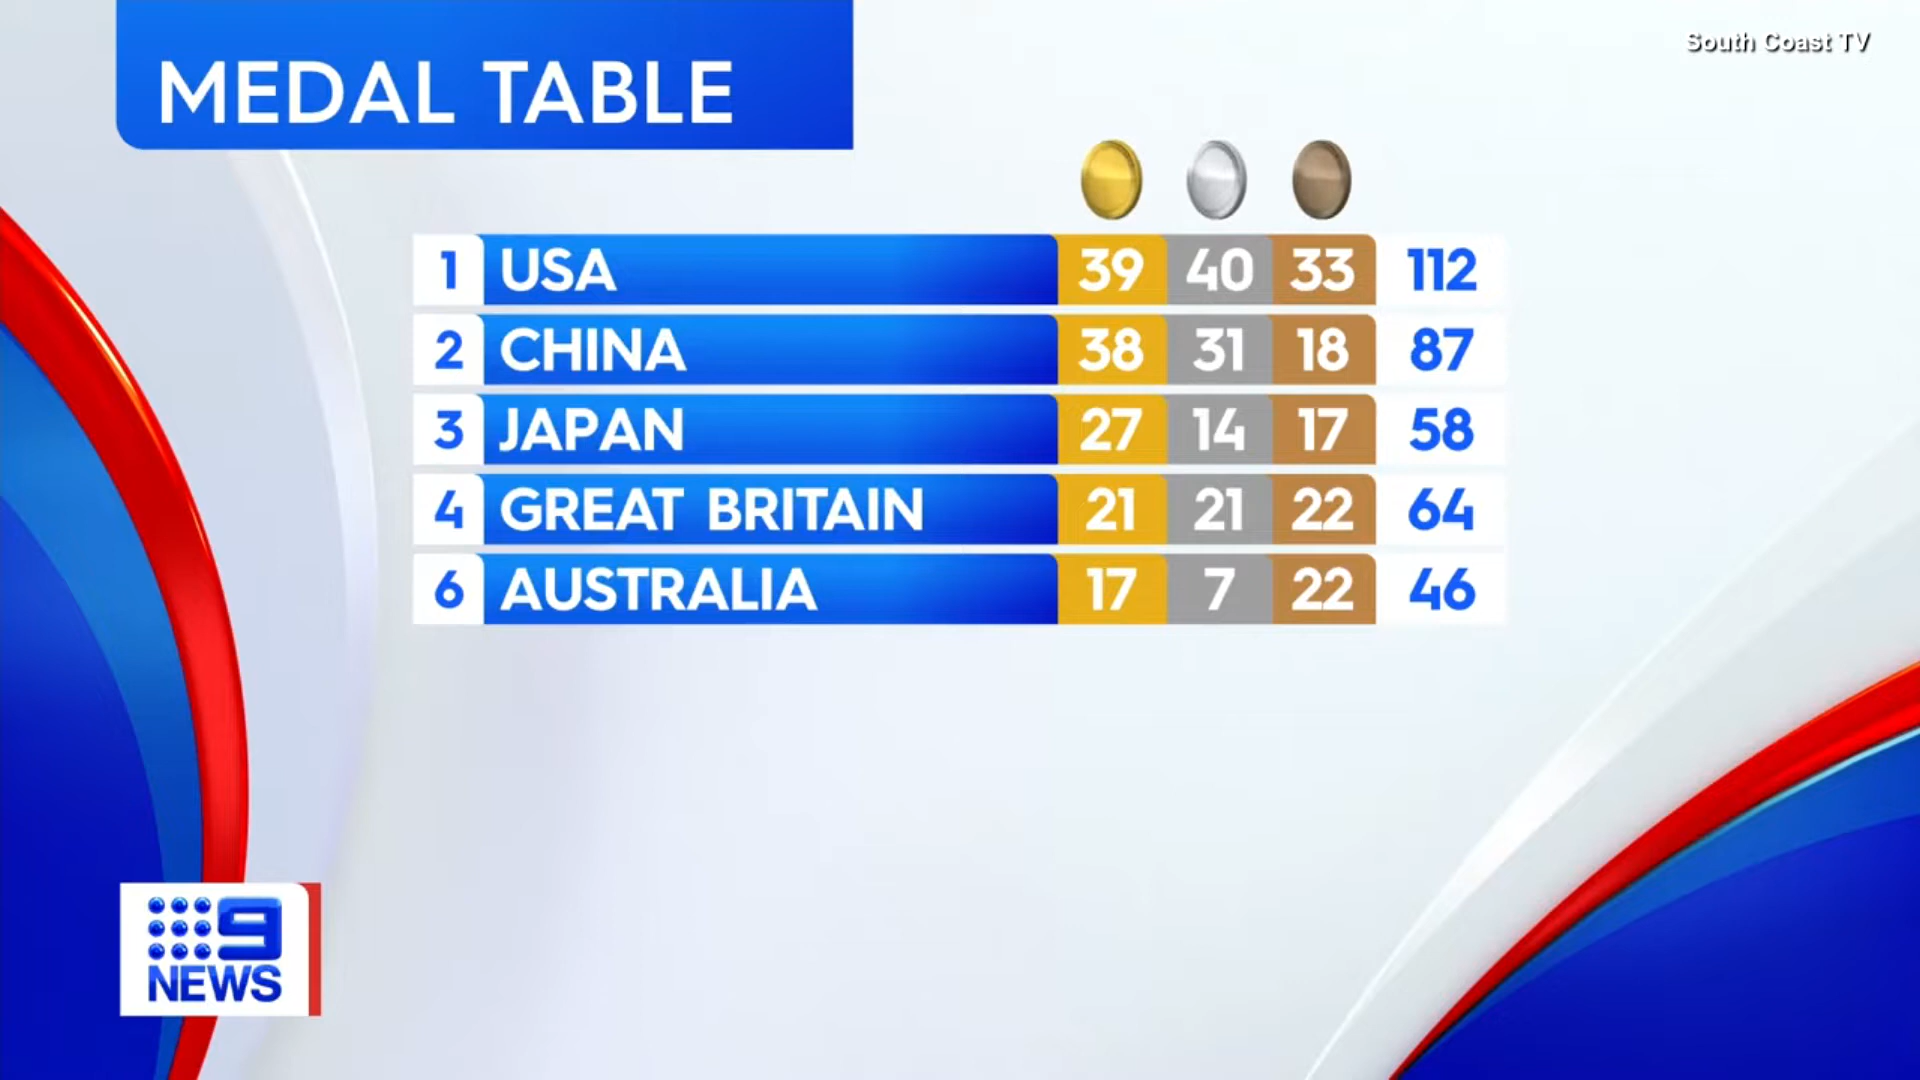 South Coast TV
MEDAL TABLE
1 USA 39 40 33 112
2 CHINA 38 31 18 87
3 JAPAN 27 14 17 58
4 GREAT BRITAIN 21 21 22 64
6 AUSTRALIA 17 7 22 46
9
NEWS